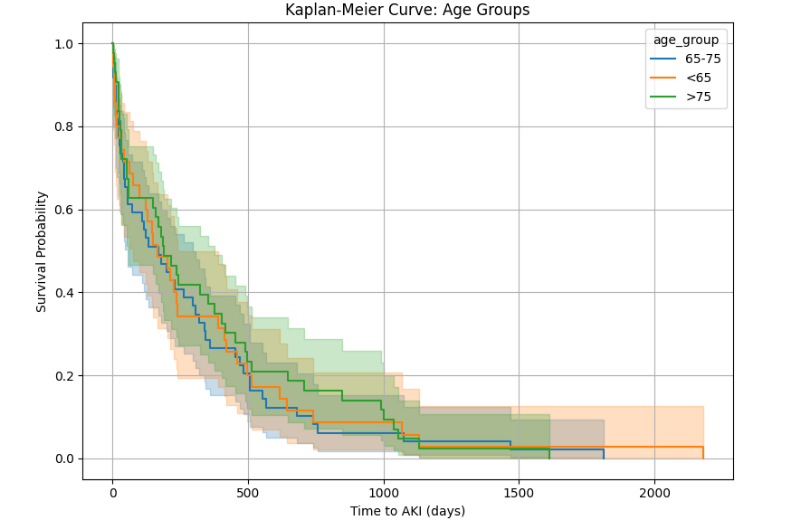 Kaplan-Meier Curve: Age Groups
age_group
65-75
<65
>75
Survival Probability
1.0
0.8
0.6
0.4
0.2
0.0
0 500 1000 1500 2000
Time to AKI (days)